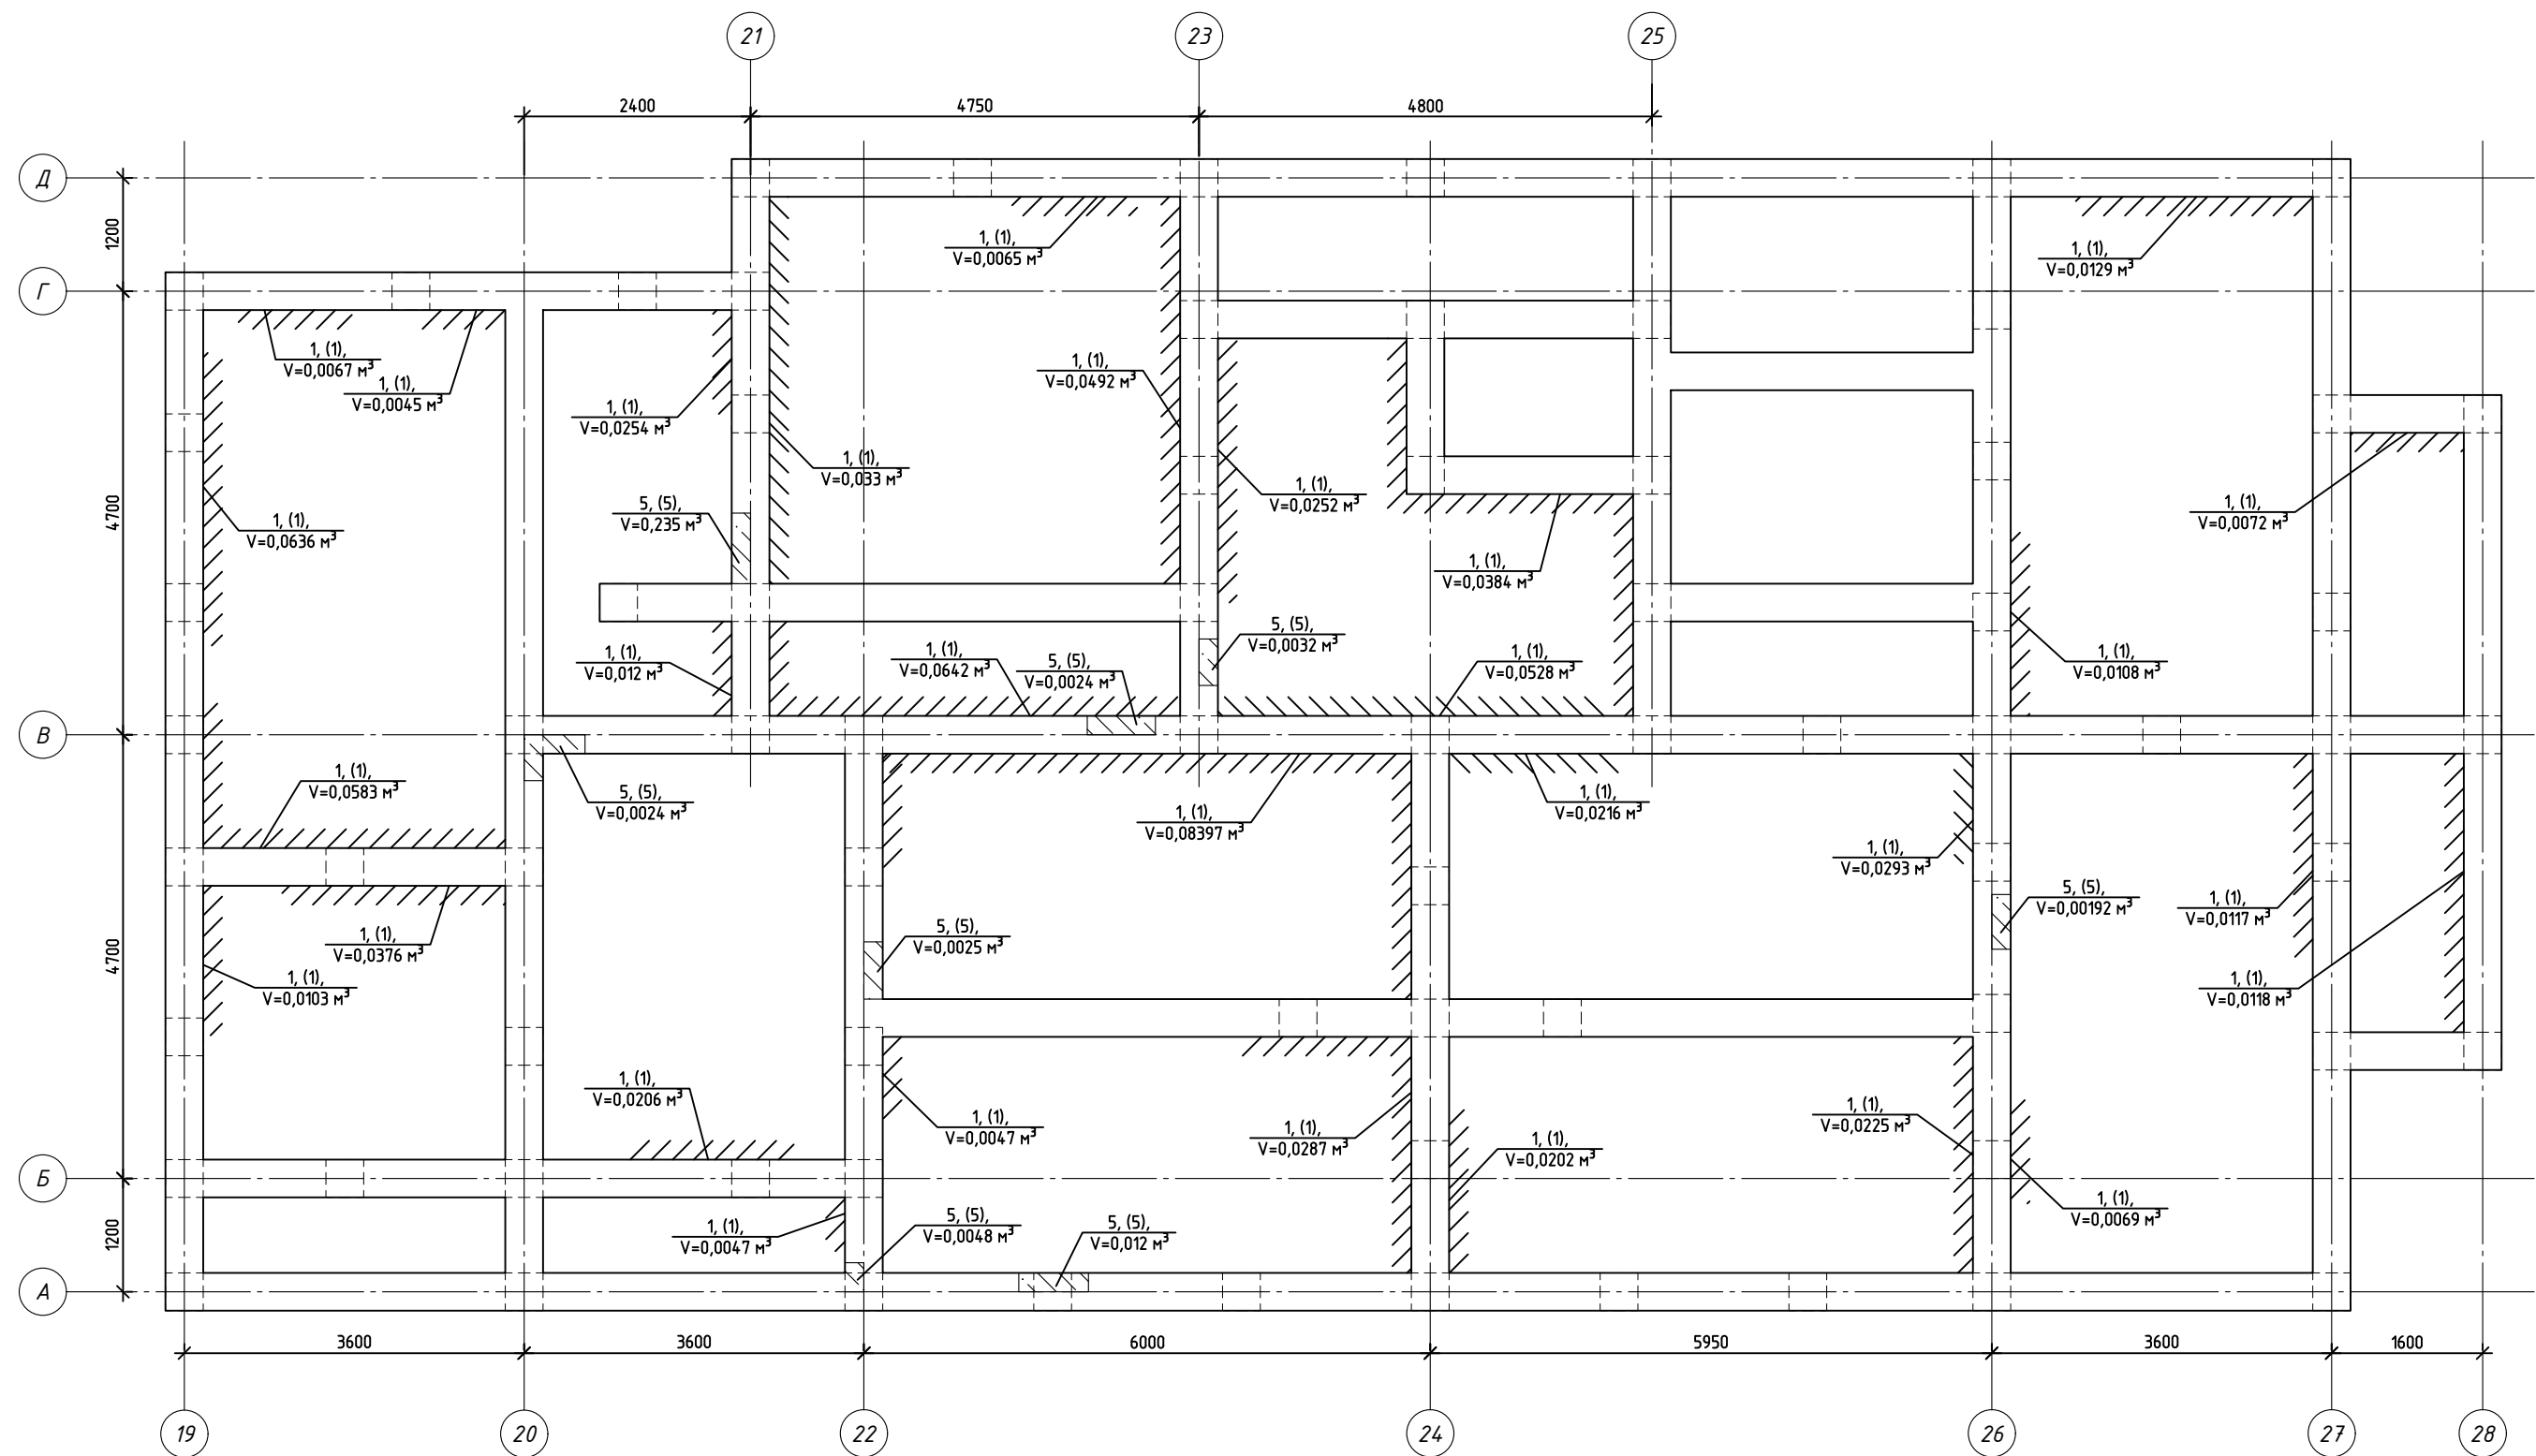 21
23
25
2400
4750
4800
Д
1200
1, (1),
V=0,0065 м³
1, (1),
V=0,0129 м³
Г
1, (1),
V=0,0067 м³
1, (1),
V=0,0045 м³
1, (1),
V=0,0254 м³
1, (1),
V=0,0492 м³
1, (1),
V=0,033 м³
1, (1),
V=0,0252 м³
5, (5),
V=0,235 м³
1, (1),
V=0,0072 м³
4700
1, (1),
V=0,0636 м³
1, (1),
V=0,0384 м³
5, (5),
V=0,0032 м³
1, (1),
V=0,012 м³
1, (1),
V=0,0642 м³
5, (5),
V=0,0024 м³
1, (1),
V=0,0528 м³
1, (1),
V=0,0108 м³
В
1, (1),
V=0,0583 м³
5, (5),
V=0,0024 м³
1, (1),
V=0,08397 м³
1, (1),
V=0,0216 м³
1, (1),
V=0,0293 м³
5, (5),
V=0,00192 м³
1, (1),
V=0,0117 м³
4700
1, (1),
V=0,0376 м³
5, (5),
V=0,0025 м³
1, (1),
V=0,0103 м³
1, (1),
V=0,0118 м³
1, (1),
V=0,0206 м³
1, (1),
V=0,0047 м³
1, (1),
V=0,0287 м³
1, (1),
V=0,0202 м³
1, (1),
V=0,0225 м³
Б
1, (1),
V=0,0069 м³
1200
1, (1),
V=0,0047 м³
5, (5),
V=0,0048 м³
5, (5),
V=0,012 м³
А
3600
3600
6000
5950
3600
1600
19
20
22
24
26
27
28